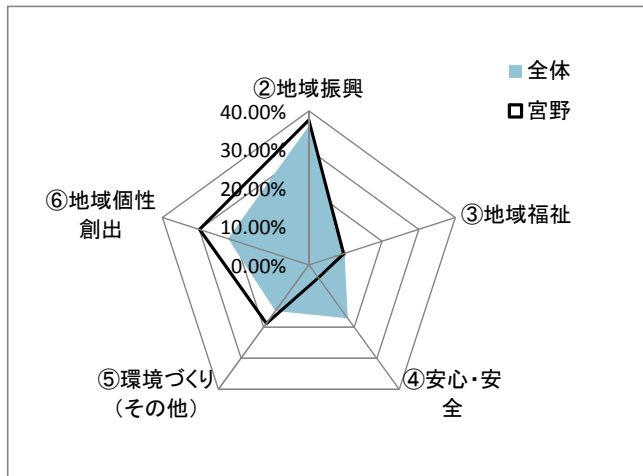 ②地域振興
全体
宮野
40.00%
30.00%
20.00%
10.00%
0.00%
⑥地域個性
創出
③地域福祉
⑤環境づくり
（その他）
④安心・安
全